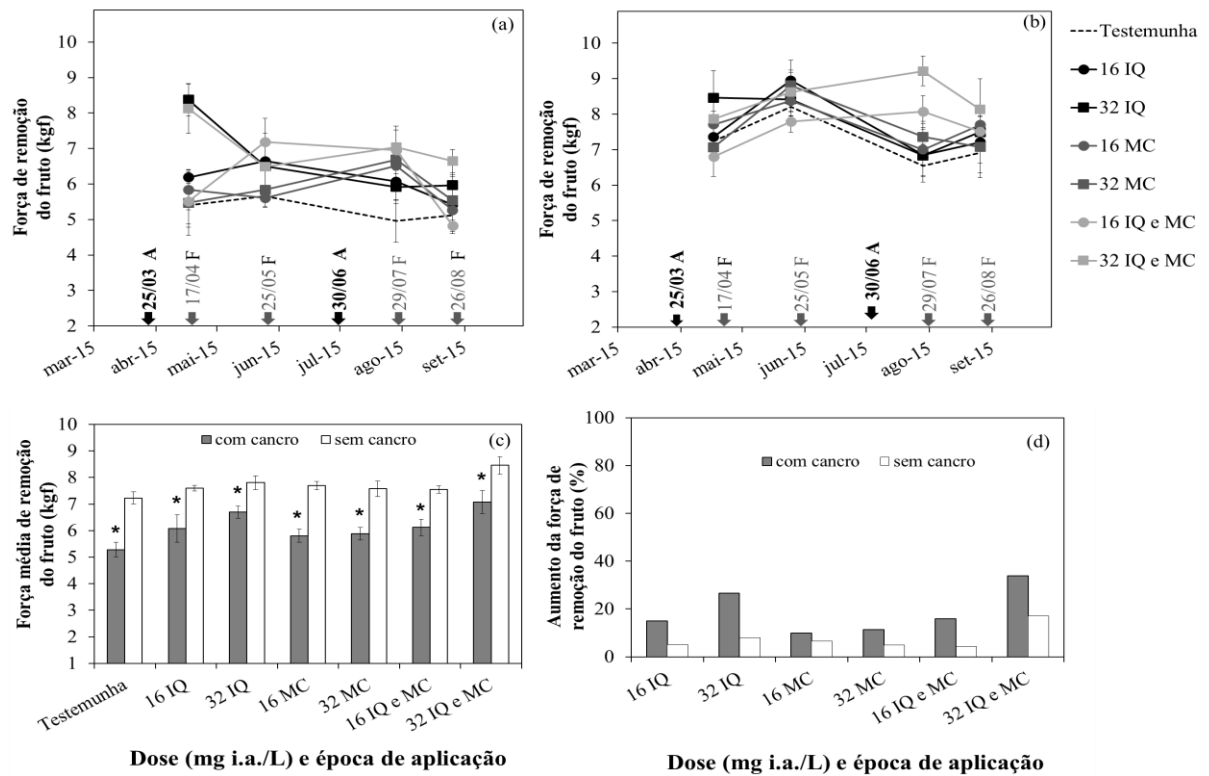 (a)
Força de remoção
do fruto (kgf)
10
9
8
7
6
5
4
3
2
25/03 A
17/04 F
25/05 F
30/06 A
29/07 F
26/08 F
mar-15
abr-15
mai-15
jun-15
jul-15
ago-15
set-15
(b)
Força de remoção
do fruto (kgf)
10
9
8
7
6
5
4
3
2
25/03 A
17/04 F
25/05 F
30/06 A
29/07 F
26/08 F
mar-15
abr-15
mai-15
jun-15
jul-15
ago-15
set-15
Testemunha
16 IQ
32 IQ
16 MC
32 MC
16 IQ e MC
32 IQ e MC
(c)
com cancro
sem cancro
Força média de remoção
do fruto (kgf)
10
9
8
7
6
5
4
3
2
1
* * * * * * *
Testemunha
16 IQ
32 IQ
16 MC
32 MC
16 IQ e MC
32 IQ e MC
Dose (mg i.a./L) e época de aplicação
(d)
com cancro
sem cancro
Aumento da força de
remoção do fruto (%)
100
80
60
40
20
0
16 IQ
32 IQ
16 MC
32 MC
16 IQ e MC
32 IQ e MC
Dose (mg i.a./L) e época de aplicação